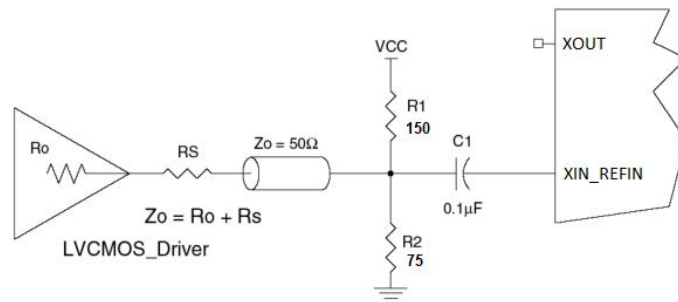 XOUT
VCC
R1
150
C1
Ro
RS
Zo = 50Ω
XIN_REFIN
0.1µF
Zo = Ro + Rs
R2
75
LVCMOS_Driver